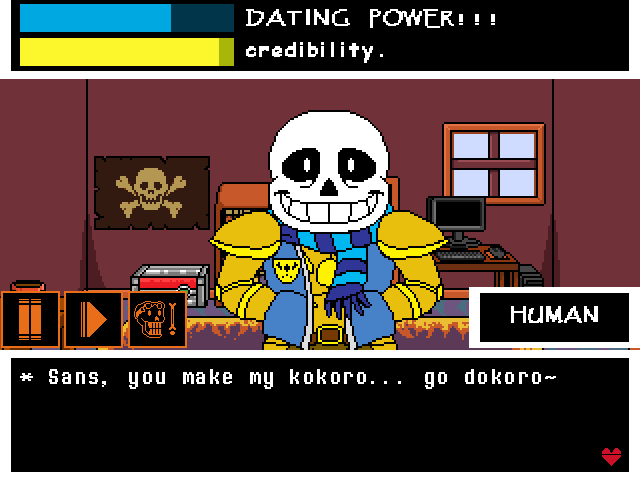 DATING POWER!!!
credibility.
HUMAN
* Sans, you make my kokoro... go dokoro~